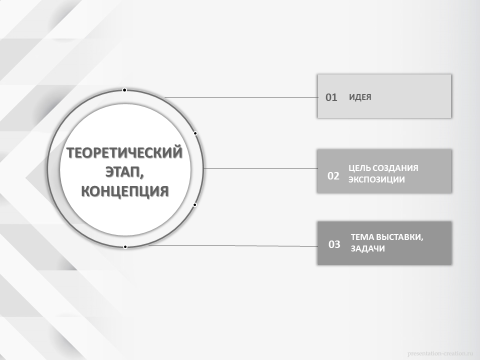 ТЕОРЕТИЧЕСКИЙ
ЭТАП,
КОНЦЕПЦИЯ
01 ИДЕЯ
02 ЦЕЛЬ СОЗДАНИЯ
ЭКСПОЗИЦИИ
03 ТЕМА ВЫСТАВКИ,
ЗАДАЧИ